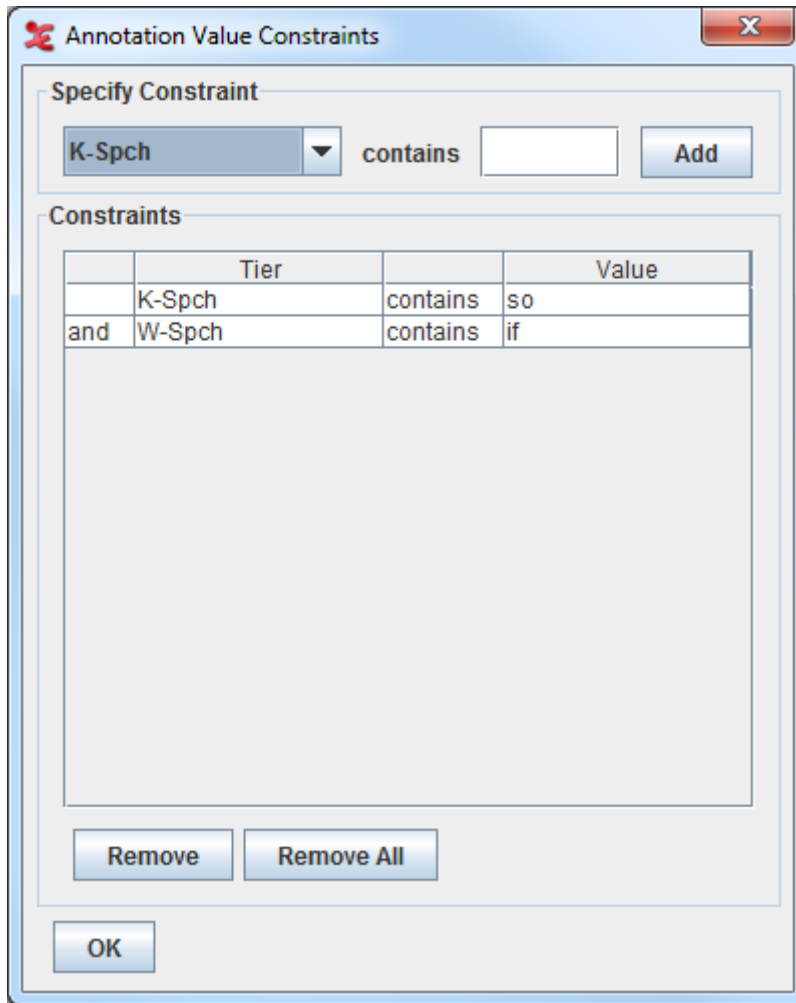 Annotation Value Constraints
Specify Constraint
K-Spch contains Add
Constraints
Tier Value
K-Spch contains so
and W-Spch contains if
Remove Remove All
OK